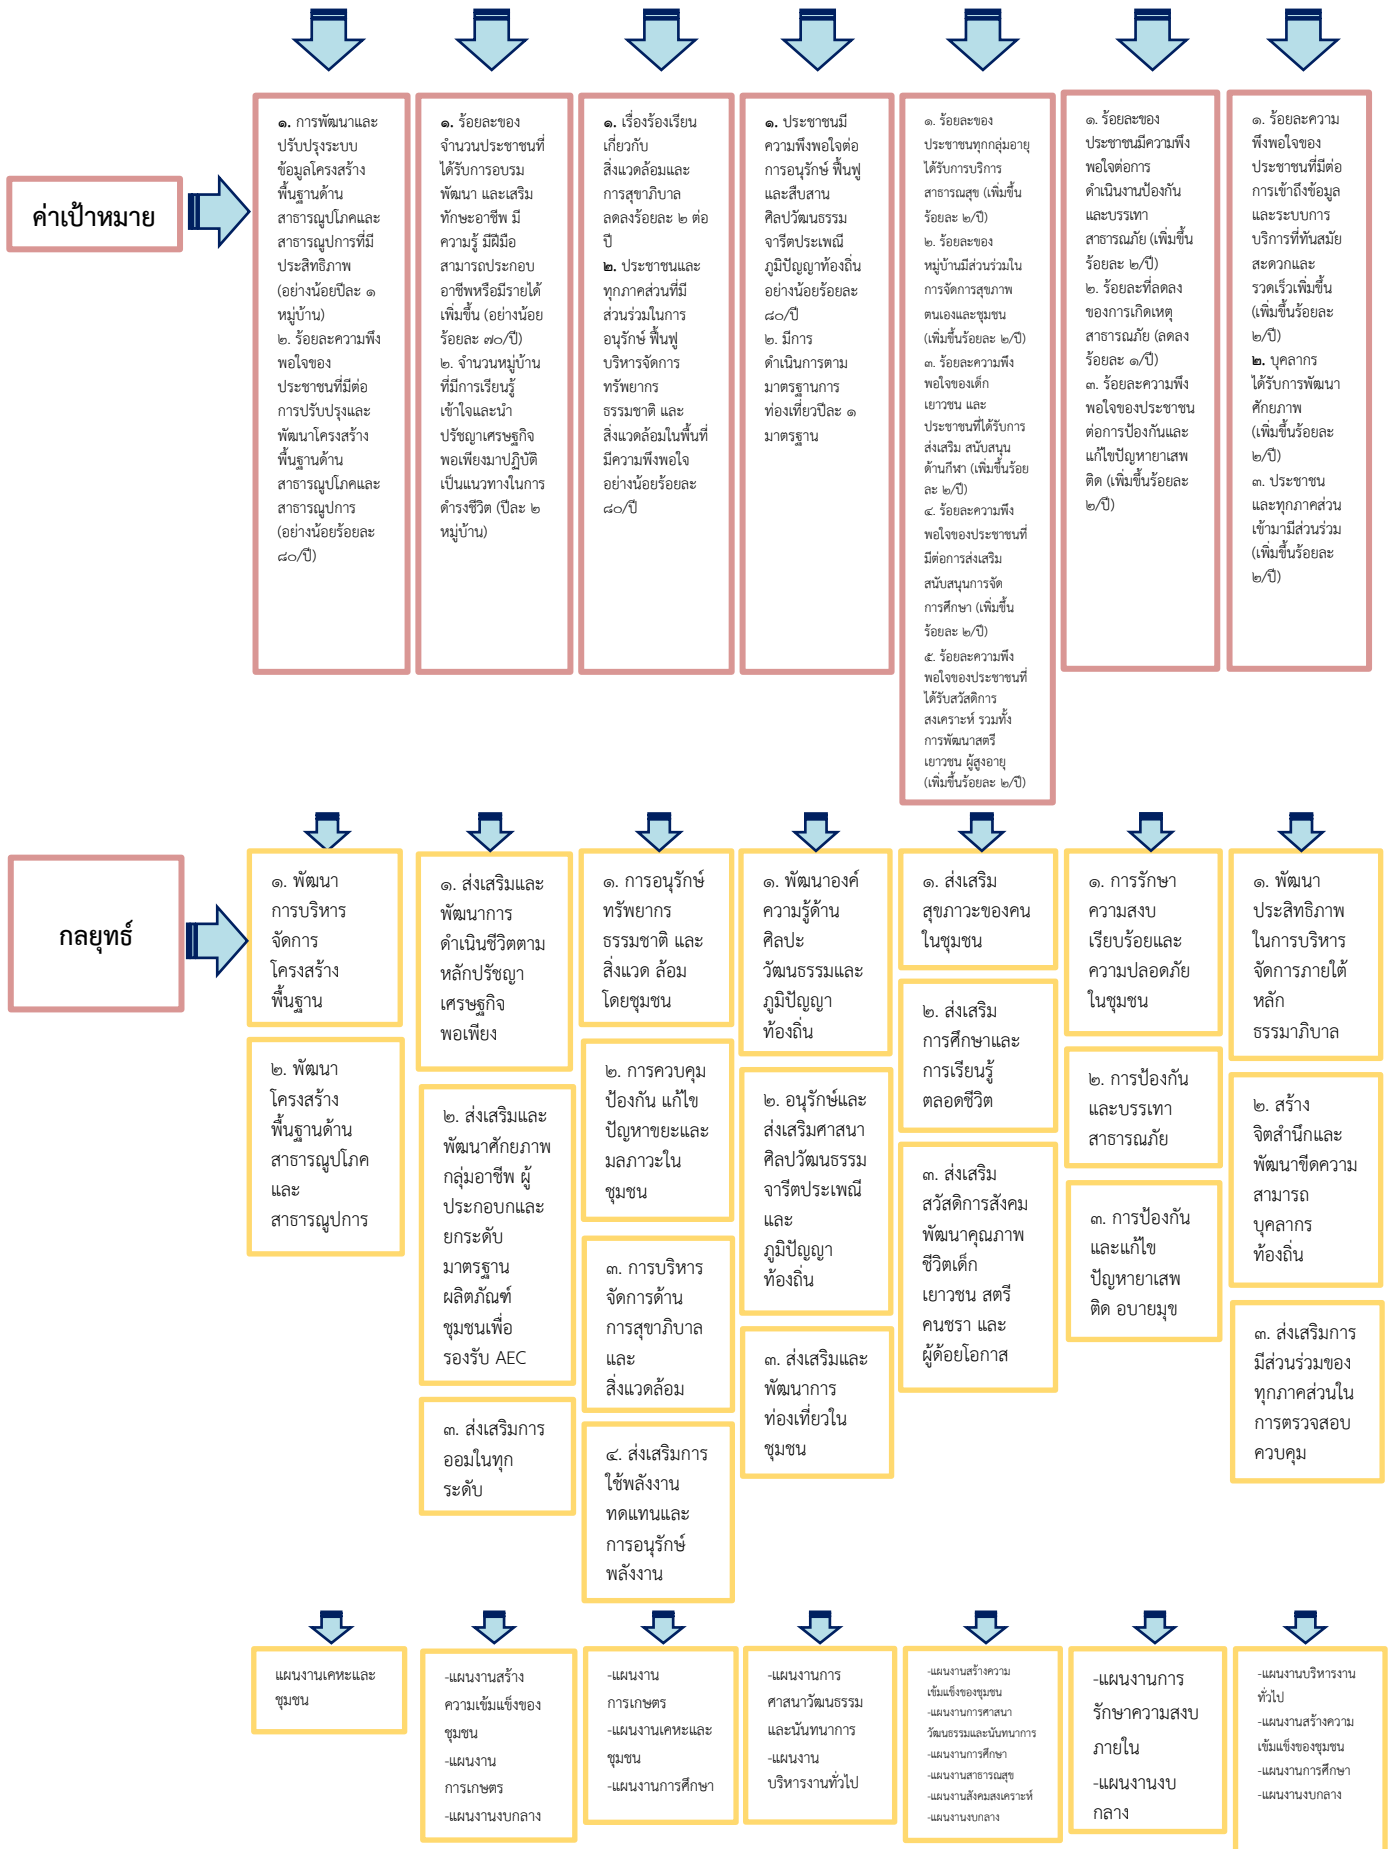 ค่าเป้าหมาย
๑. การพัฒนาและ
ปรับปรุงระบบ
ข้อมูลโครงสร้าง
พื้นฐานด้าน
สาธารณูปโภคและ
สาธารณูปการที่มี
ประสิทธิภาพ
(อย่างน้อยปีละ ๑
หมู่บ้าน)
๒. ร้อยละความพึง
พอใจของ
ประชาชนที่มีต่อ
การปรับปรุงและ
พัฒนาโครงสร้าง
พื้นฐานด้าน
สาธารณูปโภคและ
สาธารณูปการ
(อย่างน้อยร้อยละ
๘๐/ปี)
๑. ร้อยละของ
จำนวนประชาชนที่
ได้รับการอบรม
พัฒนา และเสริม
ทักษะอาชีพ มี
ความรู้ มีฝีมือ
สามารถประกอบ
อาชีพหรือมีรายได้
เพิ่มขึ้น (อย่างน้อย
ร้อยละ ๗๐/ปี)
๒. จำนวนหมู่บ้าน
ที่มีการเรียนรู้
เข้าใจและนำ
ปรัชญาเศรษฐกิจ
พอเพียงมาปฏิบัติ
เป็นแนวทางในการ
ดำรงชีวิต (ปีละ ๒
หมู่บ้าน)
๑. เรื่องร้องเรียน
เกี่ยวกับ
สิ่งแวดล้อมและ
การสุขาภิบาล
ลดลงร้อยละ ๒ ต่อ
ปี
๒. ประชาชนและ
ทุกภาคส่วนที่มี
ส่วนร่วมในการ
อนุรักษ์ ฟื้นฟู
บริหารจัดการ
ทรัพยากร
ธรรมชาติ และ
สิ่งแวดล้อมในพื้นที่
มีความพึงพอใจ
อย่างน้อยร้อยละ
๘๐/ปี
๑. ประชาชนมี
ความพึงพอใจต่อ
การอนุรักษ์ ฟื้นฟู
และสืบสาน
ศิลปวัฒนธรรม
จารีตประเพณี
ภูมิปัญญาท้องถิ่น
อย่างน้อยร้อยละ
๘๐/ปี
๒. มีการ
ดำเนินการตาม
มาตรฐานการ
ท่องเที่ยวปีละ ๑
มาตรฐาน
๑. ร้อยละของ
ประชาชนทุกกลุ่มอายุ
ได้รับการบริการ
สาธารณสุข (เพิ่มขึ้น
ร้อยละ ๒/ปี)
๒. ร้อยละของ
หมู่บ้านมีส่วนร่วมใน
การจัดการสุขภาพ
ตนเองและชุมชน
(เพิ่มขึ้นร้อยละ ๒/ปี)
๓. ร้อยละความพึง
พอใจของเด็ก
เยาวชน และ
ประชาชนที่ได้รับการ
ส่งเสริม สนับสนุน
ด้านกีฬา (เพิ่มขึ้นร้อย
ละ ๒/ปี)
๔. ร้อยละความพึง
พอใจของประชาชนที่
มีต่อการส่งเสริม
สนับสนุนการจัด
การศึกษา (เพิ่มขึ้น
ร้อยละ ๒/ปี)
๕. ร้อยละความพึง
พอใจของประชาชนที่
ได้รับสวัสดิการ
สงเคราะห์ รวมทั้ง
การพัฒนาสตรี
เยาวชน ผู้สูงอายุ
(เพิ่มขึ้นร้อยละ ๒/ปี)
๑. ร้อยละของ
ประชาชนมีความพึง
พอใจต่อการ
ดำเนินงานป้องกัน
และบรรเทา
สาธารณภัย (เพิ่มขึ้น
ร้อยละ ๒/ปี)
๒. ร้อยละที่ลดลง
ของการเกิดเหตุ
สาธารณภัย (ลดลง
ร้อยละ ๑/ปี)
๓. ร้อยละความพึง
พอใจของประชาชน
ต่อการป้องกันและ
แก้ไขปัญหายาเสพ
ติด (เพิ่มขึ้นร้อยละ
๒/ปี)
๑. ร้อยละความ
พึงพอใจของ
ประชาชนที่มีต่อ
การเข้าถึงข้อมูล
และระบบการ
บริการที่ทันสมัย
สะดวกและ
รวดเร็วเพิ่มขึ้น
(เพิ่มขึ้นร้อยละ
๒/ปี)
๒. บุคลากร
ได้รับการพัฒนา
ศักยภาพ
(เพิ่มขึ้นร้อยละ
๒/ปี)
๓. ประชาชน
และทุกภาคส่วน
เข้ามามีส่วนร่วม
(เพิ่มขึ้นร้อยละ
๒/ปี)
กลยุทธ์
๑. พัฒนา
การบริหาร
จัดการ
โครงสร้าง
พื้นฐาน
๒. พัฒนา
โครงสร้าง
พื้นฐานด้าน
สาธารณูปโภค
และ
สาธารณูปการ
๑. ส่งเสริมและ
พัฒนาการ
ดำเนินชีวิตตาม
หลักปรัชญา
เศรษฐกิจ
พอเพียง
๒. ส่งเสริมและ
พัฒนาศักยภาพ
กลุ่มอาชีพ ผู้
ประกอบกและ
ยกระดับ
มาตรฐาน
ผลิตภัณฑ์
ชุมชนเพื่อ
รองรับ AEC
๓. ส่งเสริมการ
ออมในทุก
ระดับ
๑. การอนุรักษ์
ทรัพยากร
ธรรมชาติ และ
สิ่งแวด ล้อม
โดยชุมชน
๒. การควบคุม
ป้องกัน แก้ไข
ปัญหาขยะและ
มลภาวะใน
ชุมชน
๓. การบริหาร
จัดการด้าน
การสุขาภิบาล
และ
สิ่งแวดล้อม
๔. ส่งเสริมการ
ใช้พลังงาน
ทดแทนและ
การอนุรักษ์
พลังงาน
๑. พัฒนาองค์
ความรู้ด้าน
ศิลปะ
วัฒนธรรมและ
ภูมิปัญญา
ท้องถิ่น
๒. อนุรักษ์และ
ส่งเสริมศาสนา
ศิลปวัฒนธรรม
จารีตประเพณี
และ
ภูมิปัญญา
ท้องถิ่น
๓. ส่งเสริมและ
พัฒนาการ
ท่องเที่ยวใน
ชุมชน
๑. ส่งเสริม
สุขภาวะของคน
ในชุมชน
๒. ส่งเสริม
การศึกษาและ
การเรียนรู้
ตลอดชีวิต
๓. ส่งเสริม
สวัสดิการสังคม
พัฒนาคุณภาพ
ชีวิตเด็ก
เยาวชน สตรี
คนชรา และ
ผู้ด้อยโอกาส
๑. การรักษา
ความสงบ
เรียบร้อยและ
ความปลอดภัย
ในชุมชน
๒. การป้องกัน
และบรรเทา
สาธารณภัย
๓. การป้องกัน
และแก้ไข
ปัญหายาเสพ
ติด อบายมุข
๑. พัฒนา
ประสิทธิภาพ
ในการบริหาร
จัดการภายใต้
หลัก
ธรรมาภิบาล
๒. สร้าง
จิตสำนึกและ
พัฒนาขีดความ
สามารถ
บุคลากร
ท้องถิ่น
๓. ส่งเสริมการ
มีส่วนร่วมของ
ทุกภาคส่วนใน
การตรวจสอบ
ควบคุม
แผนงานเคหะและ
ชุมชน
-แผนงานสร้าง
ความเข้มแข็งของ
ชุมชน
-แผนงาน
การเกษตร
-แผนงานงบกลาง
-แผนงาน
การเกษตร
-แผนงานเคหะและ
ชุมชน
-แผนงานการศึกษา
-แผนงานการ
ศาสนาวัฒนธรรม
และนันทนาการ
-แผนงาน
บริหารงานทั่วไป
-แผนงานสร้างความ
เข้มแข็งของชุมชน
-แผนงานการศาสนา
วัฒนธรรมและนันทนาการ
-แผนงานการศึกษา
-แผนงานสาธารณสุข
-แผนงานสังคมสงเคราะห์
-แผนงานงบกลาง
-แผนงานการ
รักษาความสงบ
ภายใน
-แผนงานงบ
กลาง
-แผนงานบริหารงาน
ทั่วไป
-แผนงานสร้างความ
เข้มแข็งของชุมชน
-แผนงานการศึกษา
-แผนงานงบกลาง